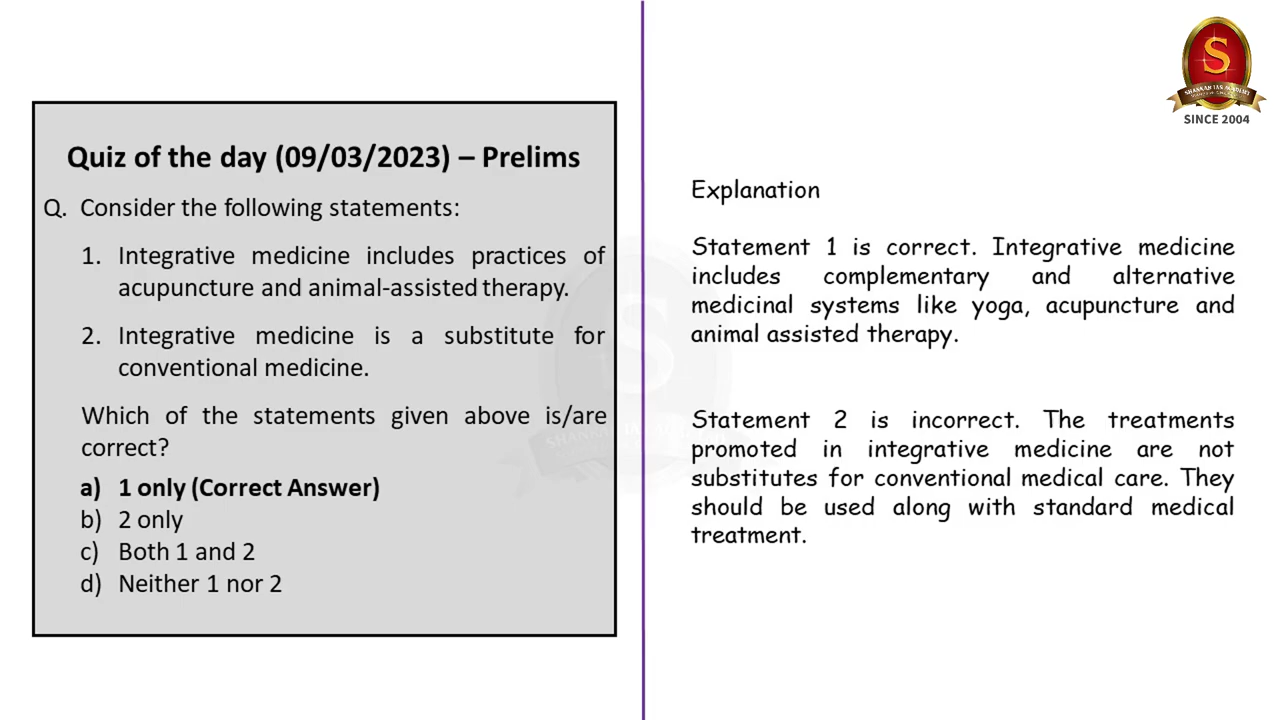 Quiz of the day (09/03/2023) – Prelims
Q. Consider the following statements:
1. Integrative medicine includes practices of
acupuncture and animal-assisted therapy.
2. Integrative medicine is a substitute for
conventional medicine.
Which of the statements given above is/are
correct?
a) 1 only (Correct Answer)
b) 2 only
c) Both 1 and 2
d) Neither 1 nor 2
S
SHANKAR IAS ACADEMY
SINCE 2004
Explanation
Statement 1 is correct. Integrative medicine
includes complementary and alternative
medicinal systems like yoga, acupuncture and
animal assisted therapy.
Statement 2 is incorrect. The treatments
promoted in integrative medicine are not
substitutes for conventional medical care. They
should be used along with standard medical
treatment.